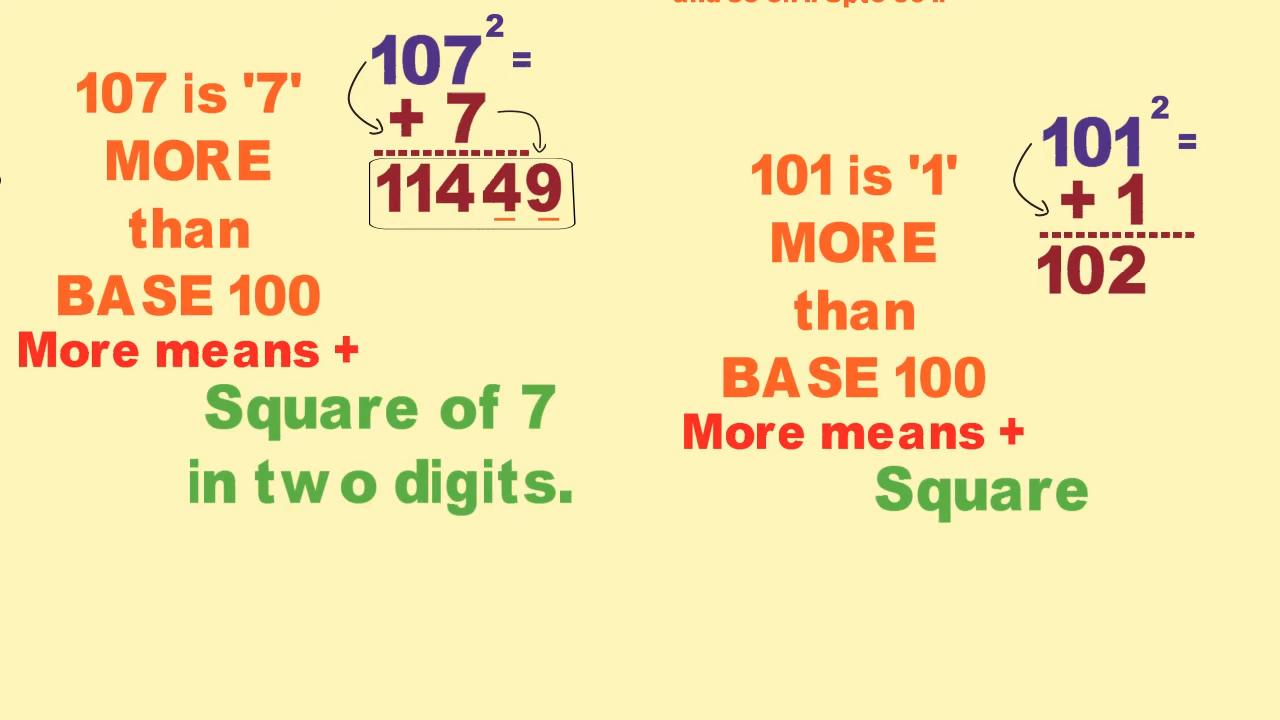 107 is '7'
MORE
than
BASE 100
More means +
Square of 7
in two digits.
107² =
+ 7
11449
101 is '1'
MORE
than
BASE 100
More means +
Square
101² =
+ 1
102